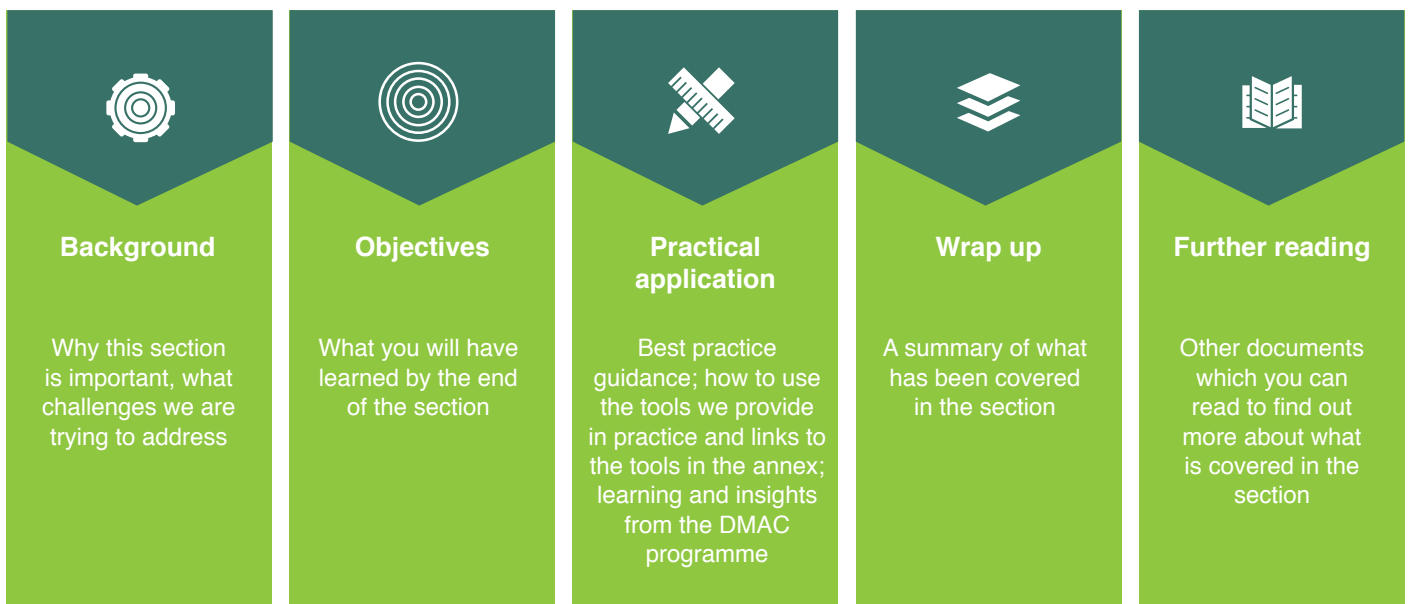 Background
Why this section
is important, what
challenges we are
trying to address
Objectives
What you will have
learned by the end
of the section
Practical
application
Best practice
guidance; how to use
the tools we provide
in practice and links to
the tools in the annex;
learning and insights
from the DMAC
programme
Wrap up
A summary of what
has been covered
in the section
Further reading
Other documents
which you can
read to find out
more about what
is covered in the
section